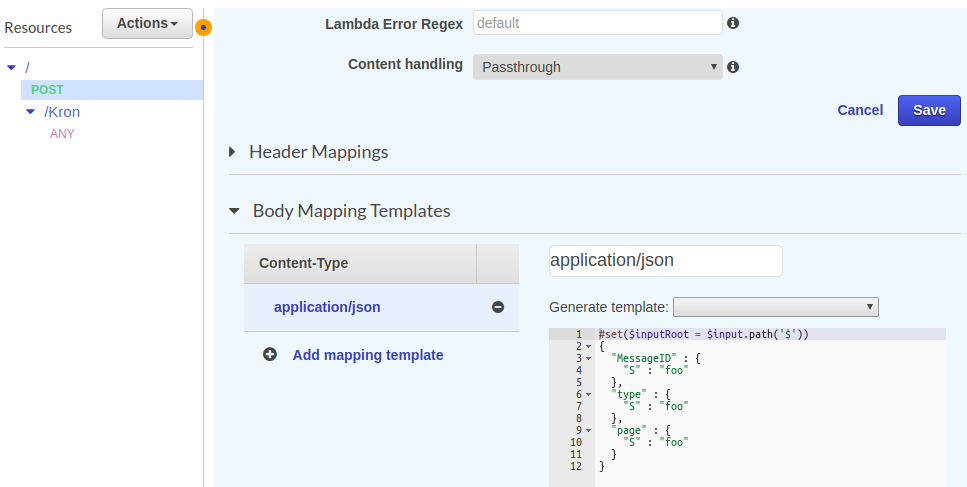 Resources
Actions
/
POST
/Kron
ANY
Lambda Error Regex default
Content handling Passthrough
Cancel Save
Header Mappings
Body Mapping Templates
Content-Type
application/json
Add mapping template
application/json
Generate template:
1 #set($inputRoot = $input.path('$'))
2 {
3 "MessageID" : {
4 "S" : "foo"
5 },
6 "type" : {
7 "S" : "foo"
8 },
9 "page" : {
10 "S" : "foo"
11 }
12 }